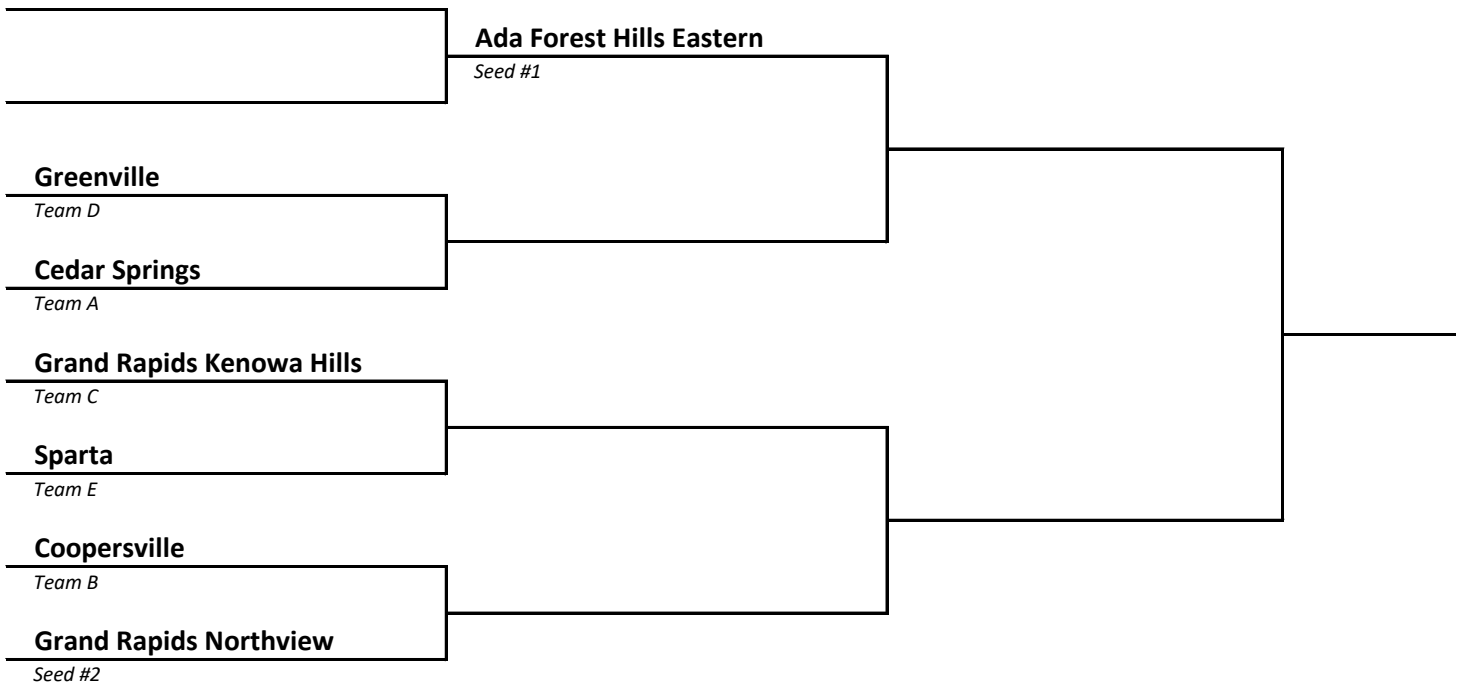 Ada Forest Hills Eastern
Seed #1
Greenville
Team D
Cedar Springs
Team A
Grand Rapids Kenowa Hills
Team C
Sparta
Team E
Coopersville
Team B
Grand Rapids Northview
Seed #2